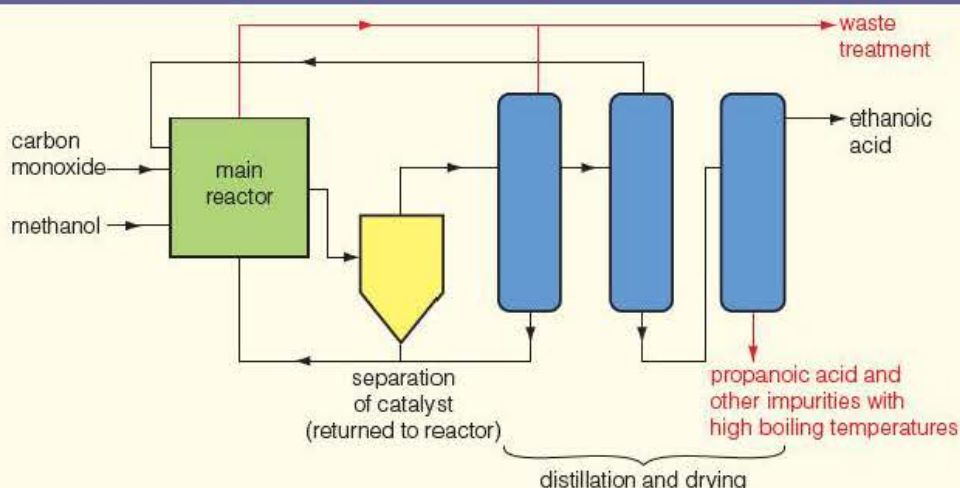 waste
treatment
carbon
monoxide
main
reactor
ethanoic
acid
methanol
separation
of catalyst
(returned to reactor)
propanoic acid and
other impurities with
high boiling temperatures
distillation and drying